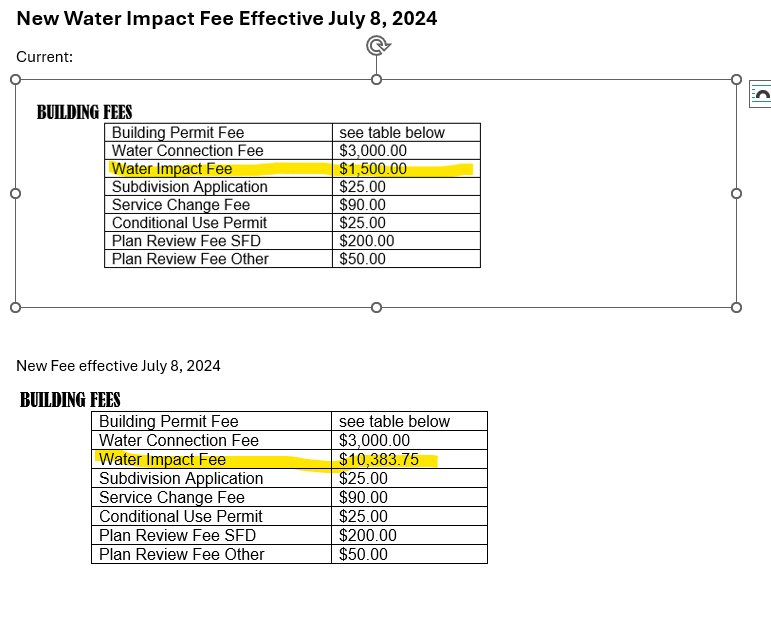 New Water Impact Fee Effective July 8, 2024
Current:
BUILDING FEES
Building Permit Fee see table below
Water Connection Fee $3,000.00
Water Impact Fee $1,500.00
Subdivision Application $25.00
Service Change Fee $90.00
Conditional Use Permit $25.00
Plan Review Fee SFD $200.00
Plan Review Fee Other $50.00
New Fee effective July 8, 2024
BUILDING FEES
Building Permit Fee see table below
Water Connection Fee $3,000.00
Water Impact Fee $10,383.75
Subdivision Application $25.00
Service Change Fee $90.00
Conditional Use Permit $25.00
Plan Review Fee SFD $200.00
Plan Review Fee Other $50.00